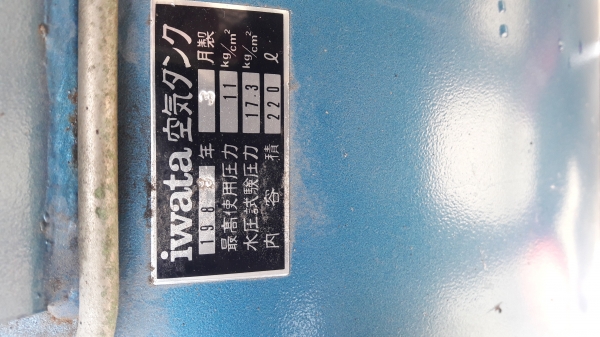 iwata 空気タンク
198 年 3 月製
最高使用圧力 11 kg/cm²
水圧試験圧力 17.3 kg/cm²
内容積 220 ℓ